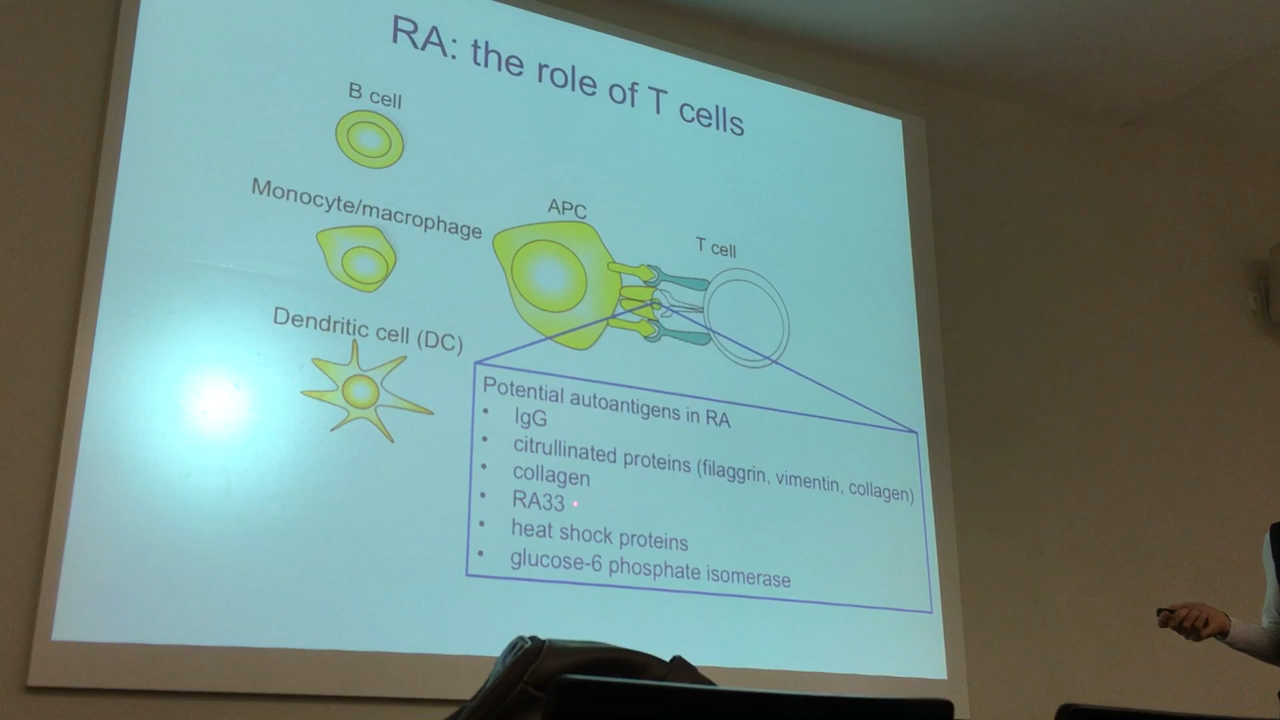 RA: the role of T cells
B cell
Monocyte/macrophage
APC
T cell
Dendritic cell (DC)
Potential autoantigens in RA
• IgG
• citrullinated proteins (filaggrin, vimentin, collagen)
• collagen
• RA33
• heat shock proteins
• glucose-6 phosphate isomerase